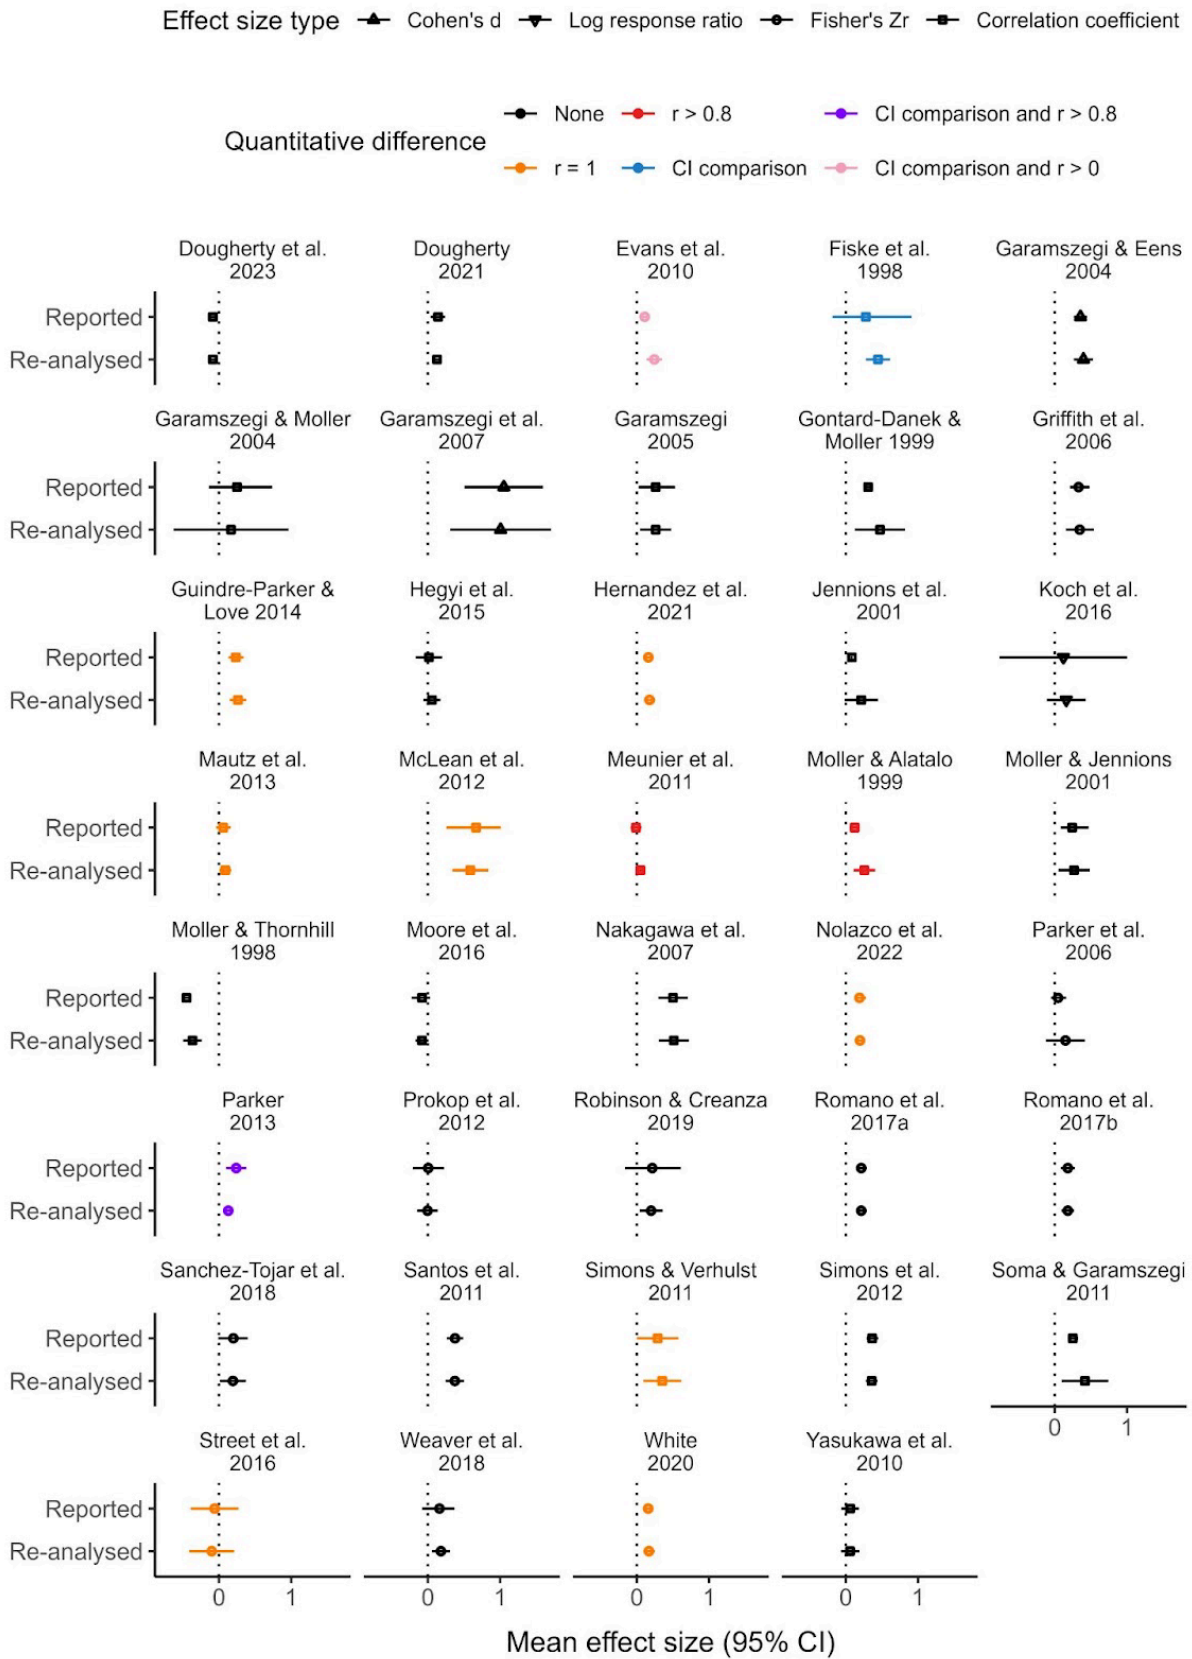 Effect size type Cohen's d Log response ratio Fisher's Zr Correlation coefficient
None r > 0.8 CI comparison and r > 0.8
Quantitative difference
r = 1 CI comparison CI comparison and r > 0
Dougherty et al. Dougherty Evans et al. Fiske et al. Garamszegi & Eens
2023 2021 2010 1998 2004
Reported
Re-analysed
Garamszegi & Moller Garamszegi et al. Garamszegi Gontard-Danek & Griffith et al.
2004 2007 2005 Moller 1999 2006
Reported
Re-analysed
Guindre-Parker & Hegyi et al. Hernandez et al. Jennions et al. Koch et al.
Love 2014 2015 2021 2001 2016
Reported
Re-analysed
Mautz et al. McLean et al. Meunier et al. Moller & Alatalo Moller & Jennions
2013 2012 2011 1999 2001
Reported
Re-analysed
Moller & Thornhill Moore et al. Nakagawa et al. Nolazco et al. Parker et al.
1998 2016 2007 2022 2006
Reported
Re-analysed
Parker Prokop et al. Robinson & Creanza Romano et al. Romano et al.
2013 2012 2019 2017a 2017b
Reported
Re-analysed
Sanchez-Tojar et al. Santos et al. Simons & Verhulst Simons et al. Soma & Garamszegi
2018 2011 2011 2012 2011
Reported
Re-analysed
0 1
Street et al. Weaver et al. White Yasukawa et al.
2016 2018 2020 2010
Reported
Re-analysed
0 1 0 1 0 1 0 1
Mean effect size (95% CI)